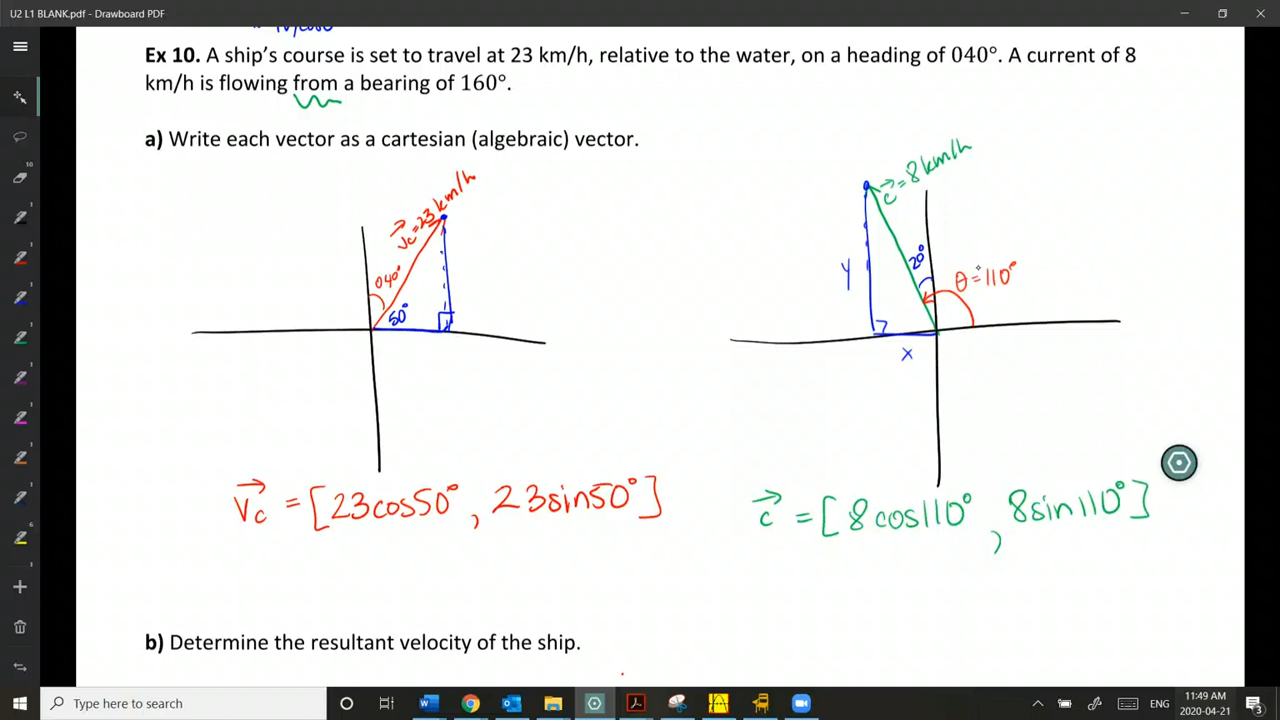 U2 L1 BLANK.pdf - Drawboard PDF
Ex 10. A ship's course is set to travel at 23 km/h, relative to the water, on a heading of 040°. A current of 8
km/h is flowing from a bearing of 160°.
a) Write each vector as a cartesian (algebraic) vector.
v⃗c = 23 km/h
040°
50°
c⃗ = 8 km/h
20°
θ = 110°
y
x
v⃗c = [23cos50°, 23sin50°]
c⃗ = [8cos110°, 8sin110°]
b) Determine the resultant velocity of the ship.
Type here to search
ENG
11:49 AM
2020-04-21
3